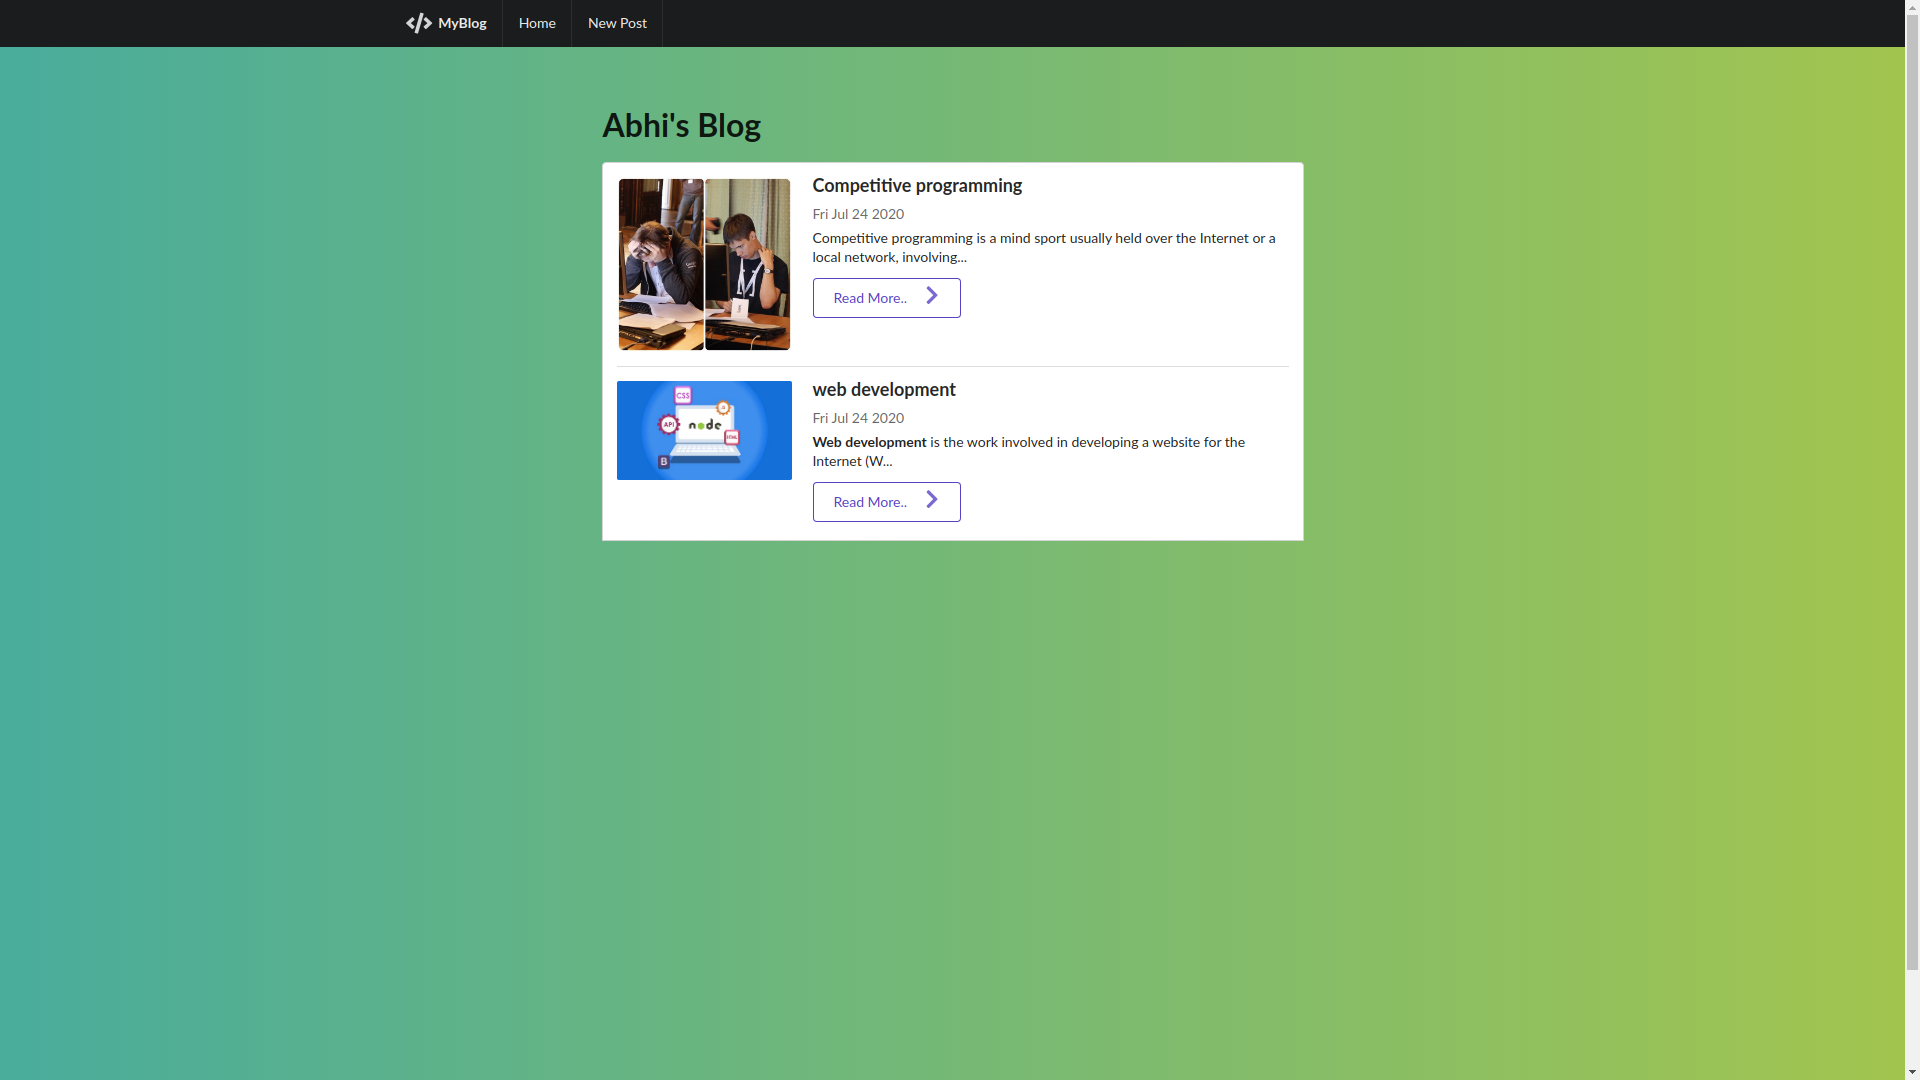 MyBlog Home New Post
Abhi's Blog
Competitive programming
Fri Jul 24 2020
Competitive programming is a mind sport usually held over the Internet or a
local network, involving...
Read More..
CSS
a
API
node
HTML
B
web development
Fri Jul 24 2020
Web development is the work involved in developing a website for the
Internet (W...
Read More..